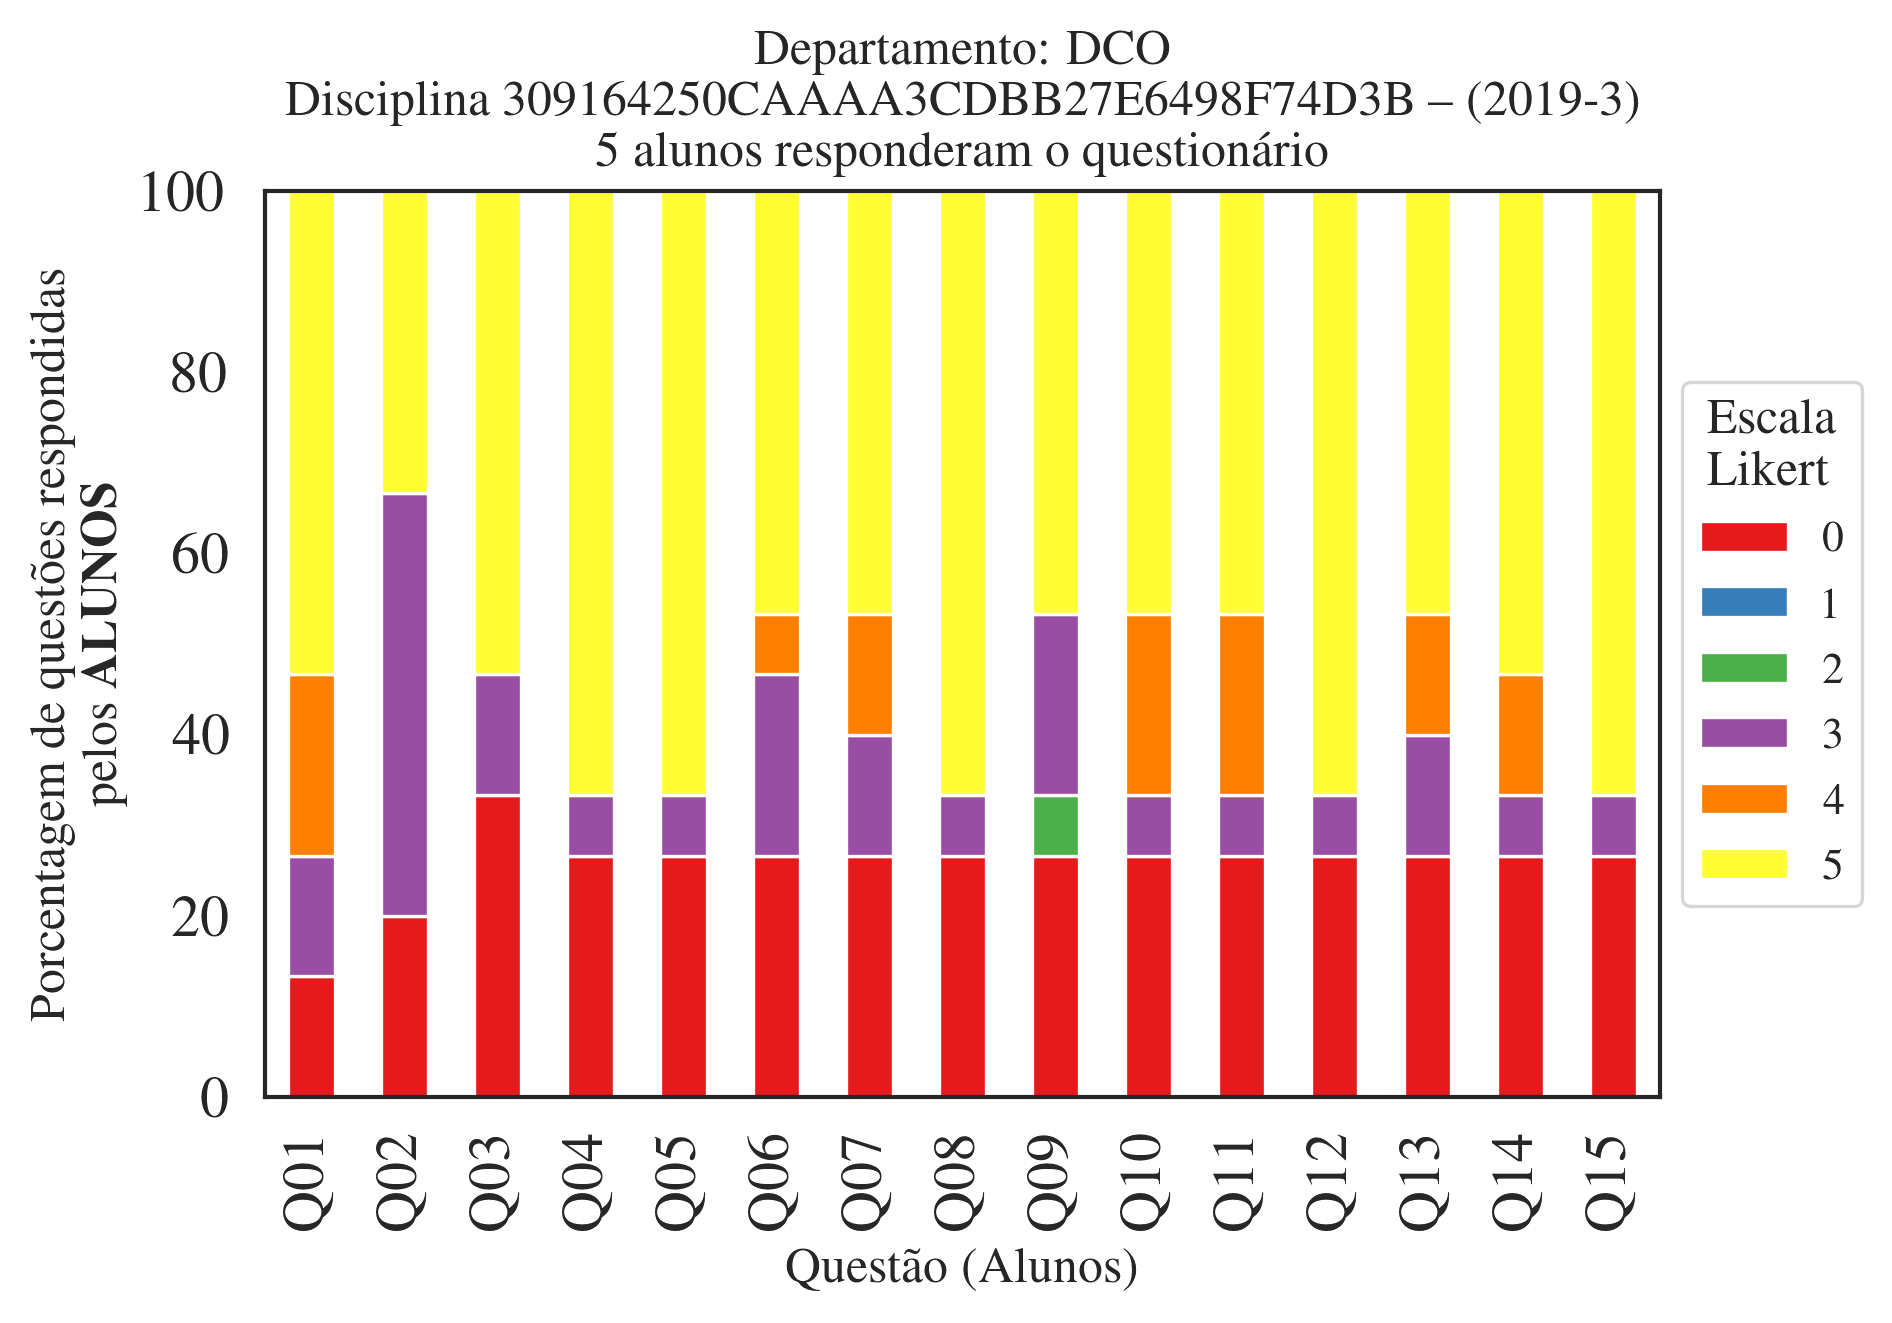 Departamento: DCO
Disciplina 309164250CAAAA3CDBB27E6498F74D3B – (2019-3)
5 alunos responderam o questionário
Porcentagem de questões respondidas
pelos ALUNOS
100
80
60
40
20
0
Q01
Q02
Q03
Q04
Q05
Q06
Q07
Q08
Q09
Q10
Q11
Q12
Q13
Q14
Q15
Questão (Alunos)
Escala
Likert
0
1
2
3
4
5